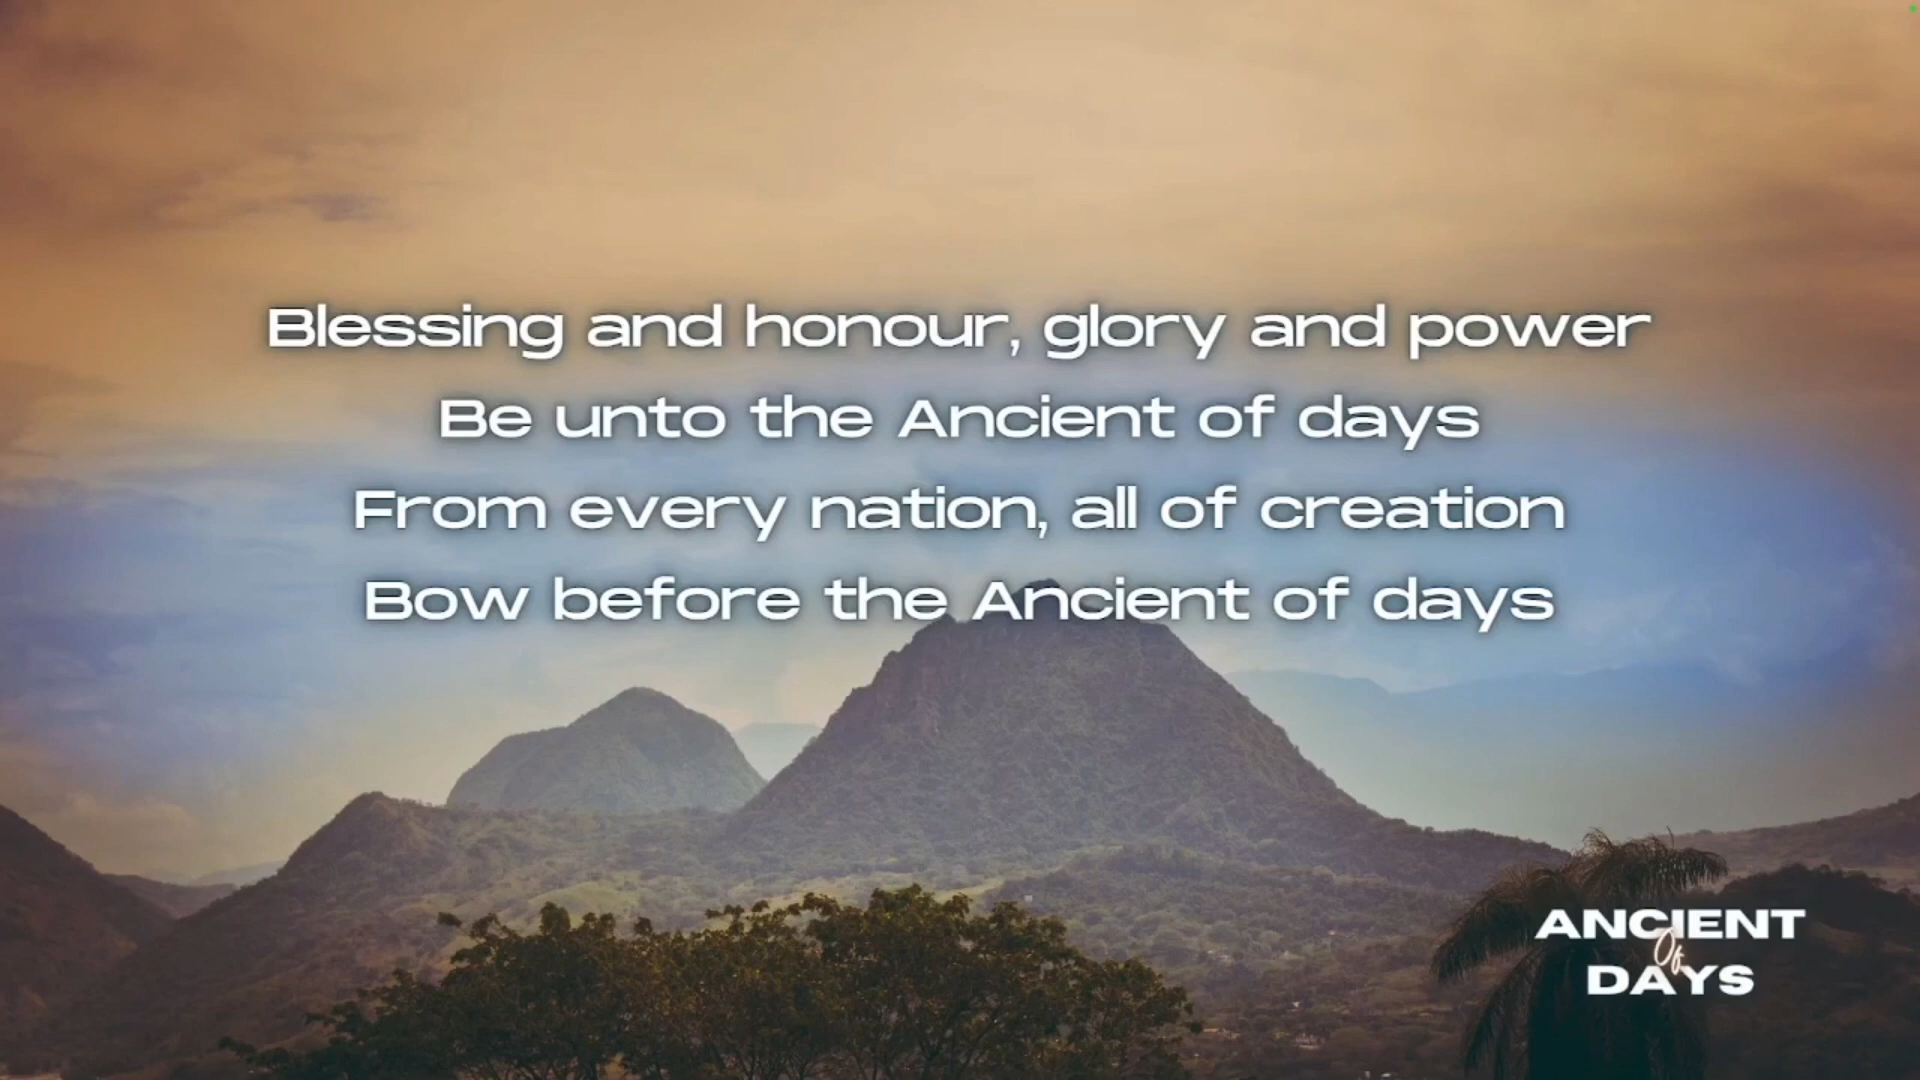 Blessing and honour, glory and power
Be unto the Ancient of days
From every nation, all of creation
Bow before the Ancient of days
ANCIENT
Of
DAYS